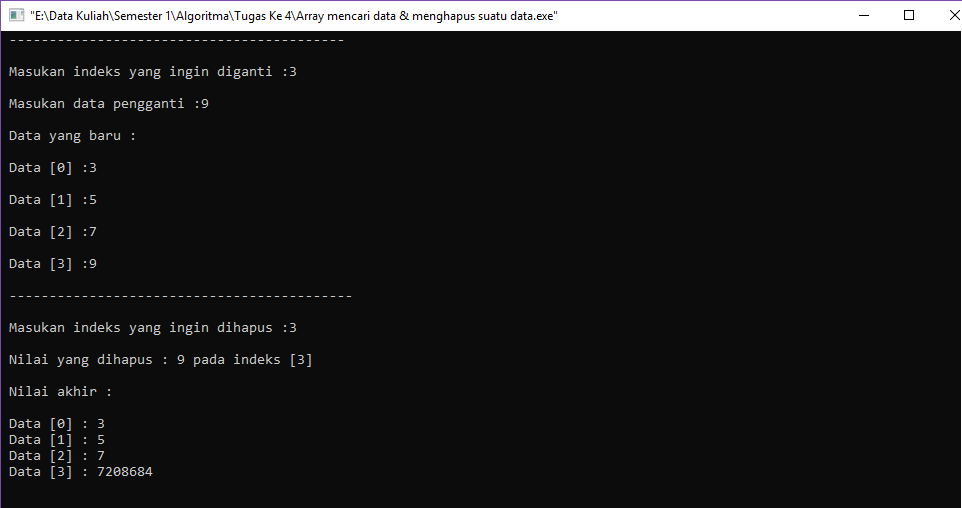 "E:\Data Kuliah\Semester 1\Algoritma\Tugas Ke 4\Array mencari data & menghapus suatu data.exe"
------------------------------------------
Masukan indeks yang ingin diganti :3
Masukan data pengganti :9
Data yang baru :
Data [0] :3
Data [1] :5
Data [2] :7
Data [3] :9
-------------------------------------------
Masukan indeks yang ingin dihapus :3
Nilai yang dihapus : 9 pada indeks [3]
Nilai akhir :
Data [0] : 3
Data [1] : 5
Data [2] : 7
Data [3] : 7208684